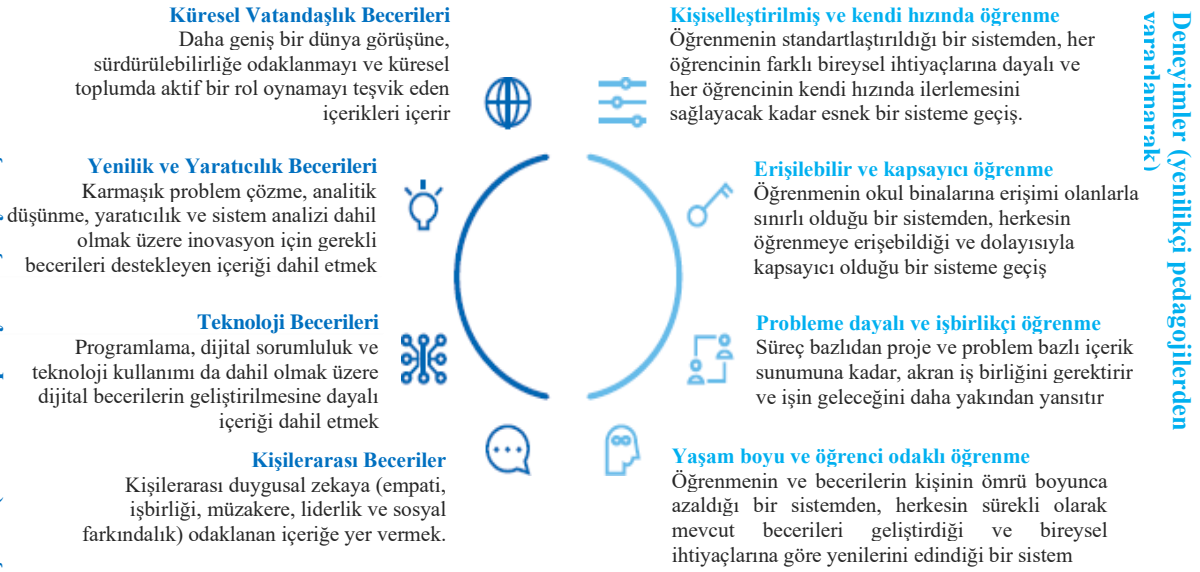 Küresel Vatandaşlık Becerileri
Daha geniş bir dünya görüşüne,
sürdürülebilirliğe odaklanmayı ve küresel
toplumda aktif bir rol oynamayı teşvik eden
içerikleri içerir
Yenilik ve Yaratıcılık Becerileri
Karmaşık problem çözme, analitik
düşünme, yaratıcılık ve sistem analizi dahil
olmak üzere inovasyon için gerekli
becerileri destekleyen içeriği dahil etmek
Teknoloji Becerileri
Programlama, dijital sorumluluk ve
teknoloji kullanımı da dahil olmak üzere
dijital becerilerin geliştirilmesine dayalı
içeriği dahil etmek
Kişilerarası Beceriler
Kişilerarası duygusal zekaya (empati,
işbirliği, müzakere, liderlik ve sosyal
farkındalık) odaklanan içeriğe yer vermek.
Kişiselleştirilmiş ve kendi hızında öğrenme
Öğrenmenin standartlaştırıldığı bir sistemden, her
öğrencinin farklı bireysel ihtiyaçlarına dayalı ve
her öğrencinin kendi hızında ilerlemesini
sağlayacak kadar esnek bir sisteme geçiş.
Erişilebilir ve kapsayıcı öğrenme
Öğrenmenin okul binalarına erişimi olanlarla
sınırlı olduğu bir sistemden, herkesin
öğrenmeye erişebildiği ve dolayısıyla
kapsayıcı olduğu bir sisteme geçiş
Probleme dayalı ve işbirlikçi öğrenme
Süreç bazlıdan proje ve problem bazlı içerik
sunumuna kadar, akran iş birliğini gerektirir
ve işin geleceğini daha yakından yansıtır
Yaşam boyu ve öğrenci odaklı öğrenme
Öğrenmenin ve becerilerin kişinin ömrü boyunca
azaldığı bir sistemden, herkesin sürekli olarak
mevcut becerileri geliştirdiği ve bireysel
ihtiyaçlarına göre yenilerini edindiği bir sistem
Deneyimler (yenilikçi pedagojilerden
yararlanarak)